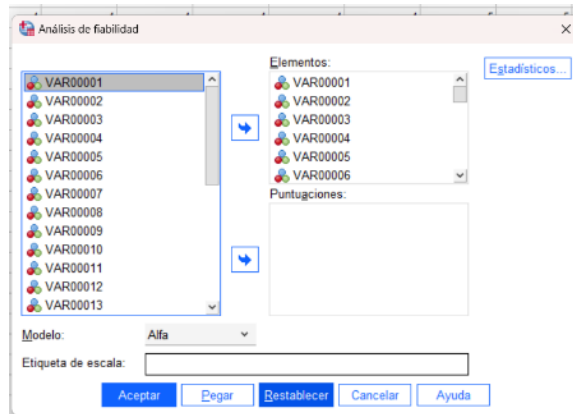 Análisis de fiabilidad
Elementos:
Estadísticos...
VAR00001
VAR00002
VAR00003
VAR00004
VAR00005
VAR00006
VAR00007
VAR00008
VAR00009
VAR00010
VAR00011
VAR00012
VAR00013
VAR00001
VAR00002
VAR00003
VAR00004
VAR00005
VAR00006
Puntuaciones:
Modelo: Alfa
Etiqueta de escala:
Aceptar Pegar Restablecer Cancelar Ayuda